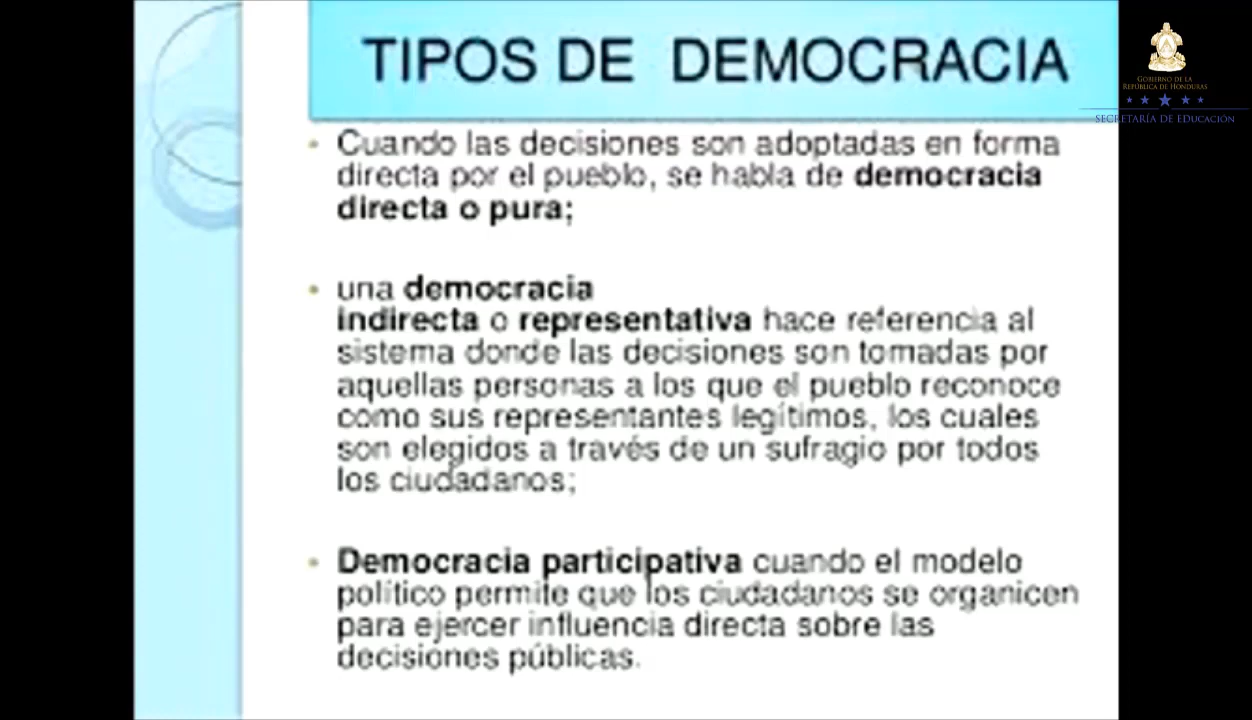 TIPOS DE DEMOCRACIA
GOBIERNO DE LA
REPÚBLICA DE HONDURAS
SECRETARÍA DE EDUCACIÓN
Cuando las decisiones son adoptadas en forma
directa por el pueblo, se habla de democracia
directa o pura;
una democracia
indirecta o representativa hace referencia al
sistema donde las decisiones son tomadas por
aquellas personas a los que el pueblo reconoce
como sus representantes legítimos, los cuales
son elegidos a través de un sufragio por todos
los ciudadanos;
Democracia participativa cuando el modelo
político permite que los ciudadanos se organicen
para ejercer influencia directa sobre las
decisiones públicas.